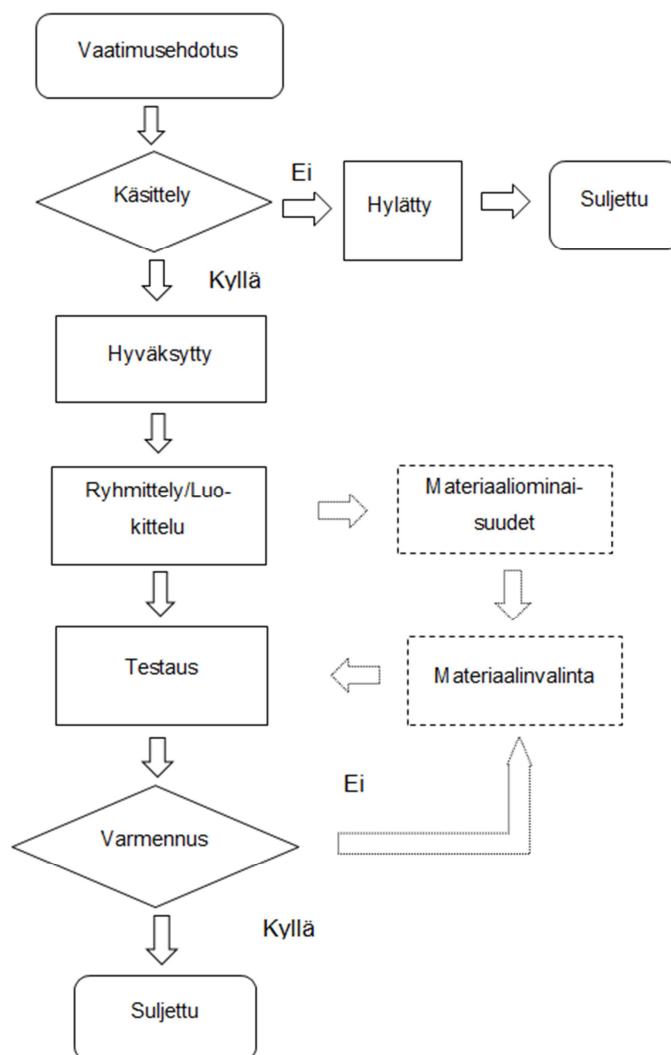 Vaatimusehdotus
Käsittely
Ei
Hylätty
Suljettu
Kyllä
Hyväksytty
Ryhmittely/Luo-
kittelu
Materiaaliominai-
suudet
Testaus
Materiaalinvalinta
Ei
Varmennus
Kyllä
Suljettu